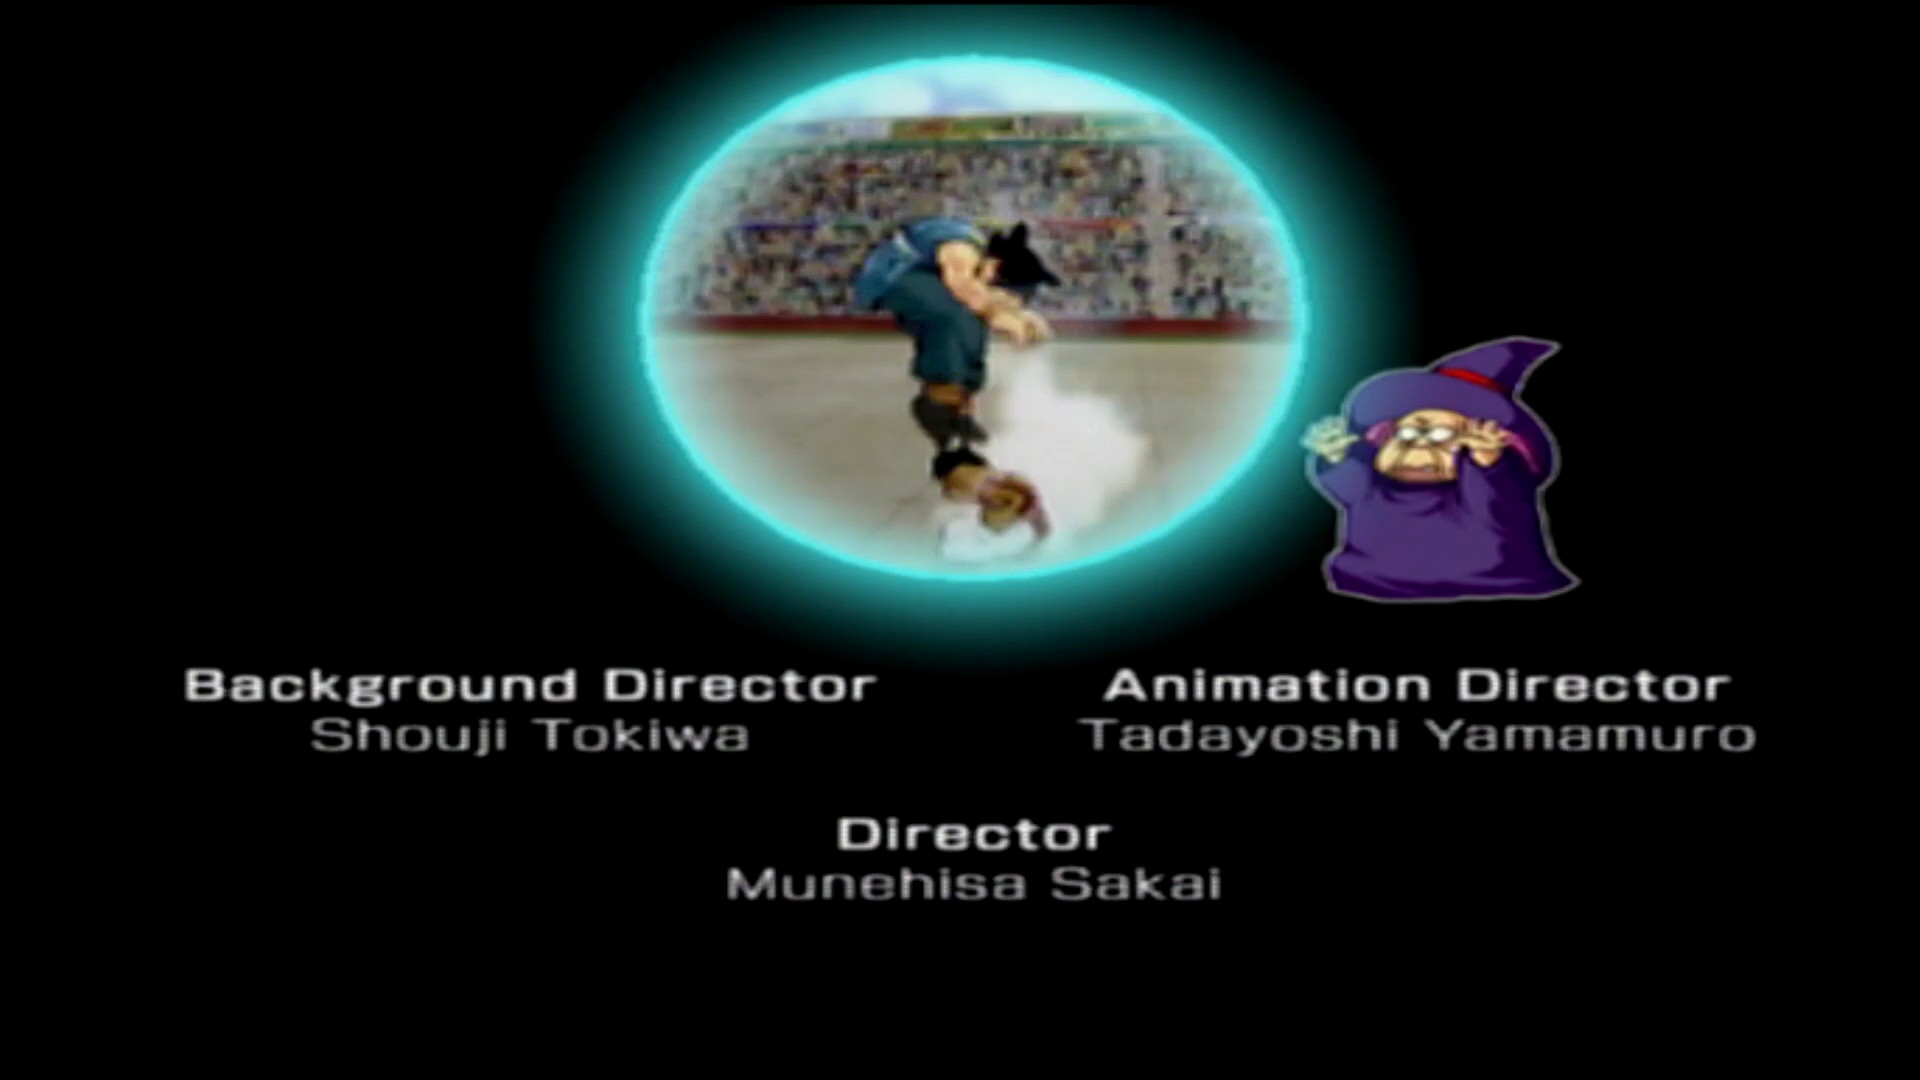 Background Director
Shouji Tokiwa
Animation Director
Tadayoshi Yamamuro
Director
Munehisa Sakai